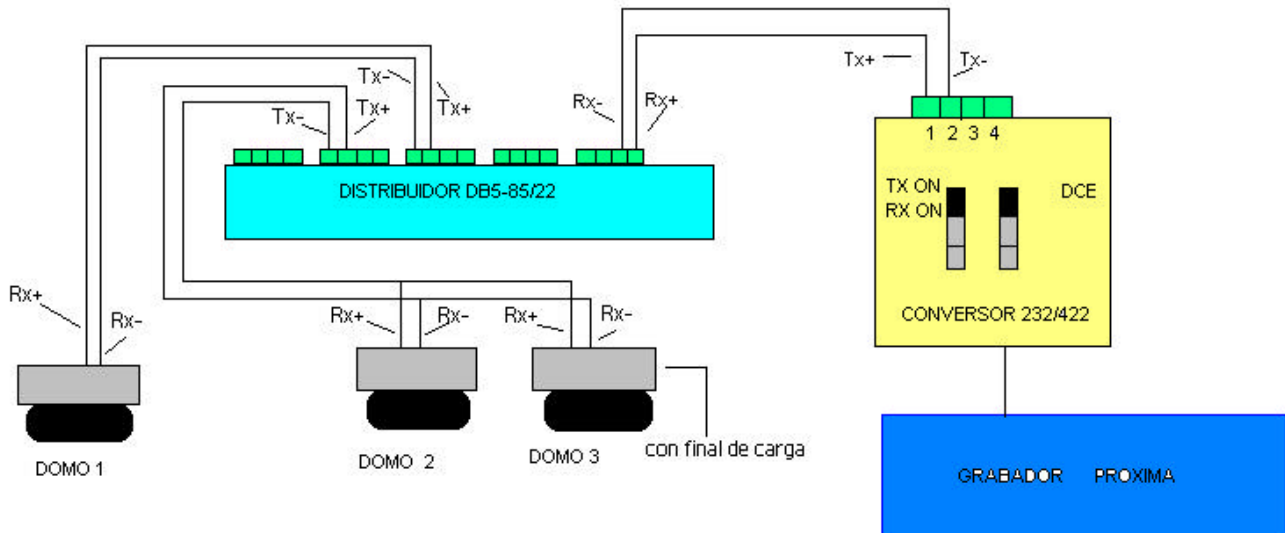 Tx-
Tx+
Tx+
Tx-
Tx-
Tx+
Rx-
Rx+
1 2 3 4
DISTRIBUIDOR DB5-85/22
TX ON
RX ON
DCE
CONVERSOR 232/422
Rx+
Rx-
Rx+
Rx-
Rx+
Rx-
DOMO 1
DOMO 2
DOMO 3
con final de carga
GRABADOR PROXIMA